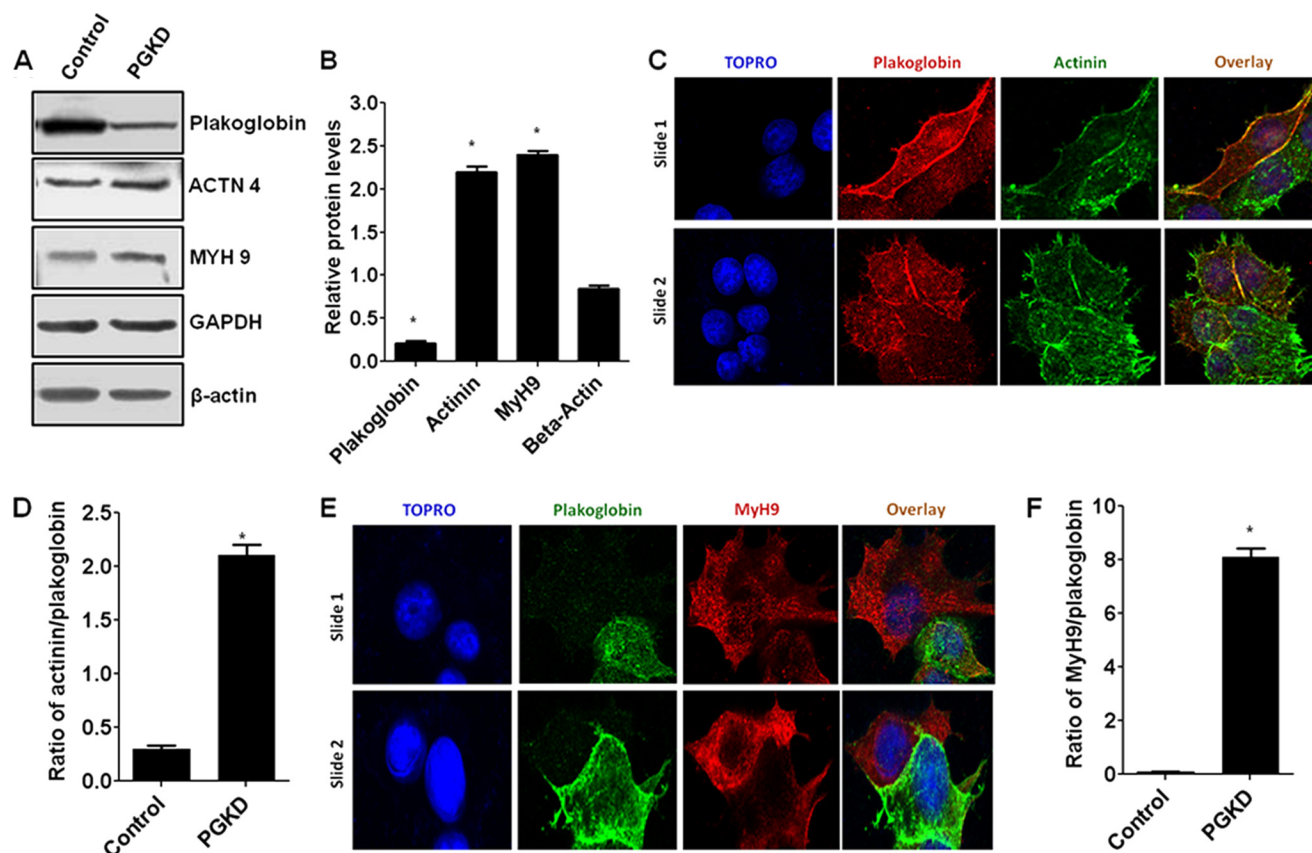 A
Control
PGKD
Plakoglobin
ACTN 4
MYH 9
GAPDH
β-actin
B
Relative protein levels
3.0
2.5
2.0
1.5
1.0
0.5
0.0
*
*
*
Plakoglobin
Actinin
MyH9
Beta-Actin
C
TOPRO
Plakoglobin
Actinin
Overlay
Slide 1
Slide 2
D
Ratio of actinin/plakoglobin
2.5
2.0
1.5
1.0
0.5
0.0
*
Control
PGKD
E
TOPRO
Plakoglobin
MyH9
Overlay
Slide 1
Slide 2
F
Ratio of MyH9/plakoglobin
10
8
6
4
2
0
*
Control
PGKD